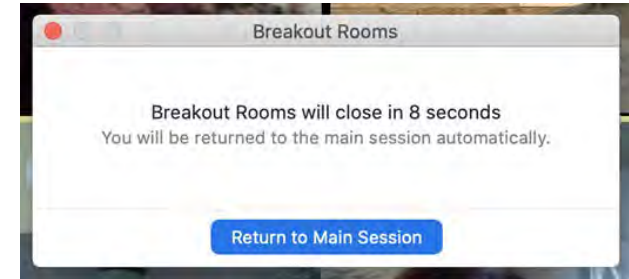 Breakout Rooms
Breakout Rooms will close in 8 seconds
You will be returned to the main session automatically.
Return to Main Session